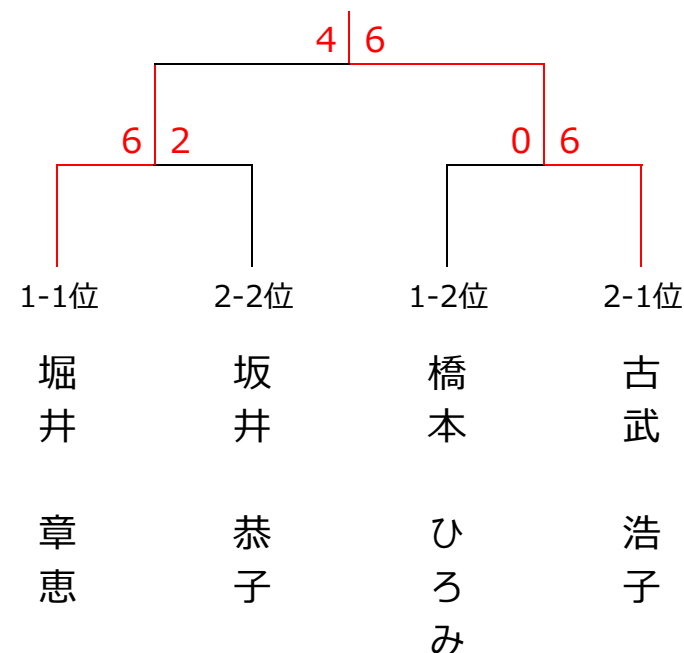 4 6
6 2
0 6
1-1位
2-2位
1-2位
2-1位
堀井 章恵
坂井 恭子
橋本 ひろみ
古武 浩子